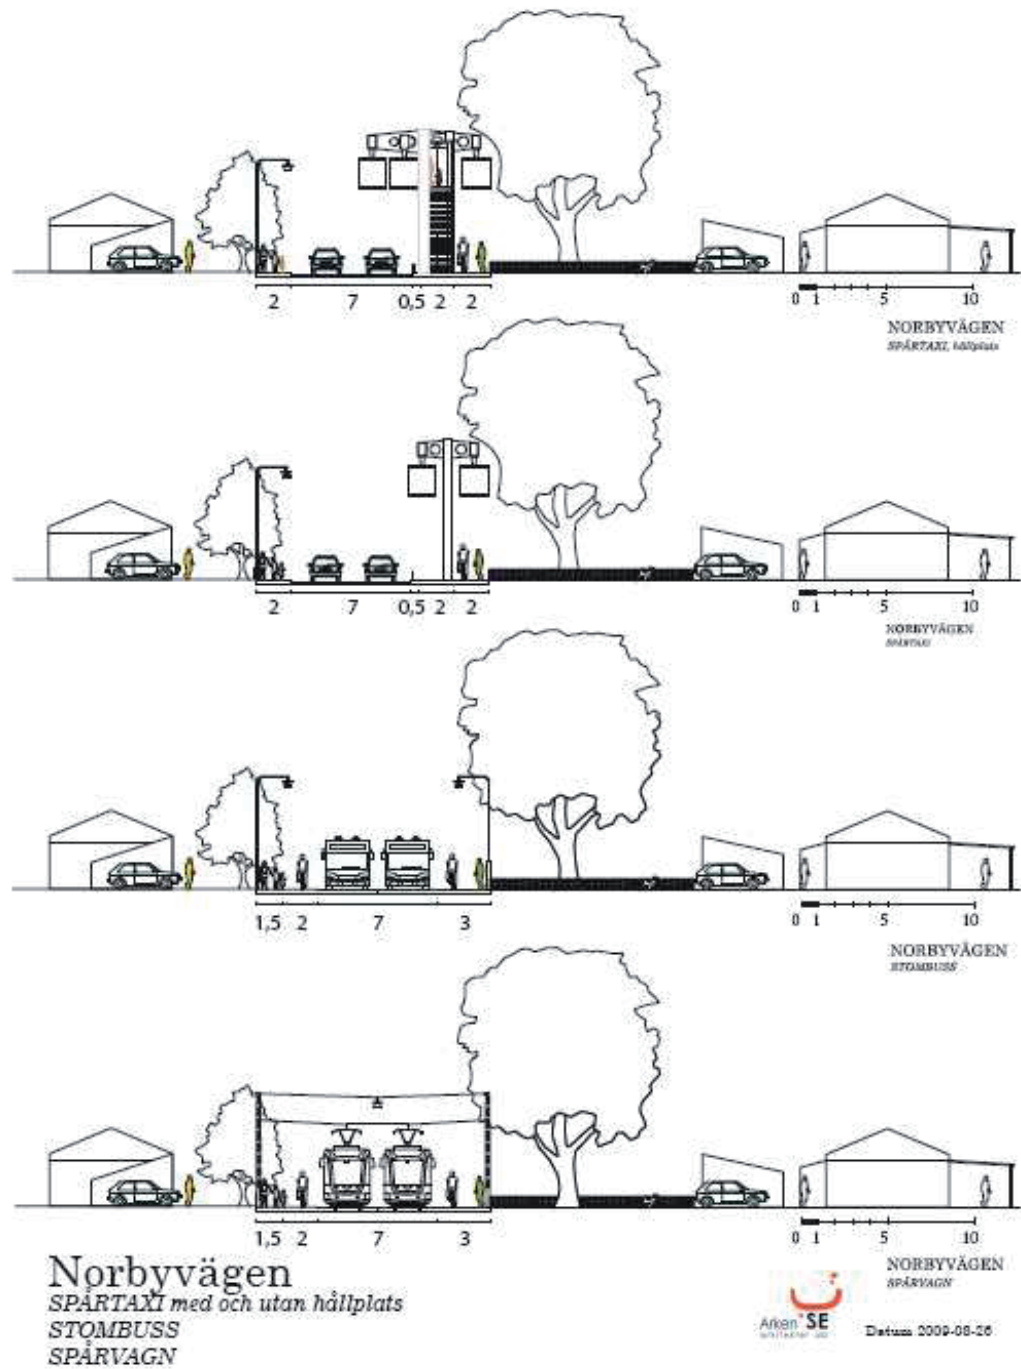 2 7 0,5 2 2
0 1 5 10
NORBYVÄGEN
SPÅRTAXI, hållplats
2 7 0,5 2 2
0 1 5 10
NORBYVÄGEN
SPÅRTAXI
1,5 2 7 3
0 1 5 10
NORBYVÄGEN
STOMBUSS
1,5 2 7 3
0 1 5 10
NORBYVÄGEN
SPÅRVAGN
Norbyvägen
SPÅRTAXI med och utan hållplats
STOMBUSS
SPÅRVAGN
Arken SE
Datum 2009-08-26